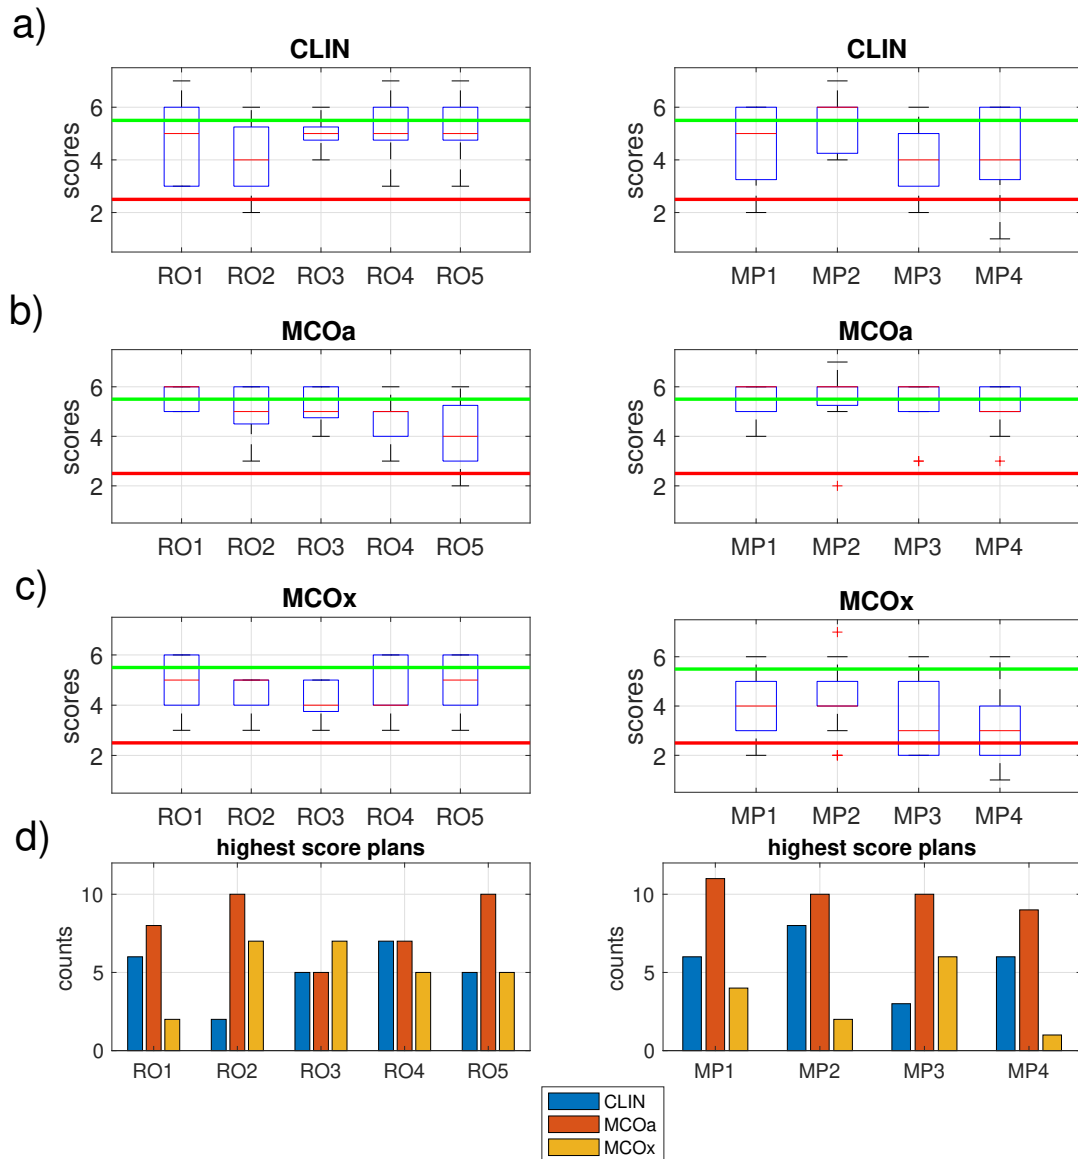 a)
CLIN
CLIN
scores
6
4
2
RO1 RO2 RO3 RO4 RO5
scores
6
4
2
MP1 MP2 MP3 MP4
b)
MCOa
MCOa
scores
6
4
2
RO1 RO2 RO3 RO4 RO5
scores
6
4
2
MP1 MP2 MP3 MP4
c)
MCOx
MCOx
scores
6
4
2
RO1 RO2 RO3 RO4 RO5
scores
6
4
2
MP1 MP2 MP3 MP4
d)
highest score plans
highest score plans
counts
10
5
0
RO1 RO2 RO3 RO4 RO5
counts
10
5
0
MP1 MP2 MP3 MP4
CLIN
MCOa
MCOx